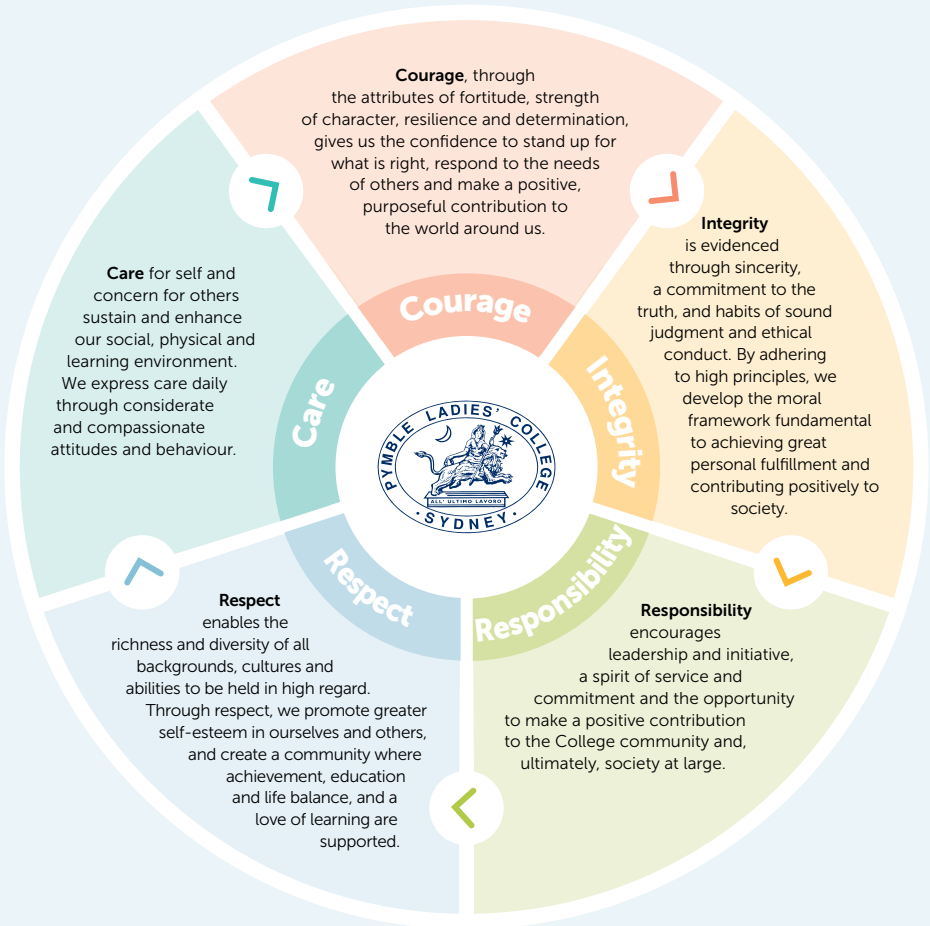 Courage, through
the attributes of fortitude, strength
of character, resilience and determination,
gives us the confidence to stand up for
what is right, respond to the needs
of others and make a positive,
purposeful contribution to
the world around us.
Courage
Integrity
is evidenced
through sincerity,
a commitment to the
truth, and habits of sound
judgment and ethical
conduct. By adhering
to high principles, we
develop the moral
framework fundamental
to achieving great
personal fulfillment and
contributing positively to
society.
Integrity
Responsibility
encourages
leadership and initiative,
a spirit of service and
commitment and the opportunity
to make a positive contribution
to the College community and,
ultimately, society at large.
Responsibility
Respect
enables the
richness and diversity of all
backgrounds, cultures and
abilities to be held in high regard.
Through respect, we promote greater
self-esteem in ourselves and others,
and create a community where
achievement, education
and life balance, and a
love of learning are
supported.
Respect
Care for self and
concern for others
sustain and enhance
our social, physical and
learning environment.
We express care daily
through considerate
and compassionate
attitudes and behaviour.
Care
PYMBLE LADIES' COLLEGE
ALL' ULTIMO LAVORO
· SYDNEY ·